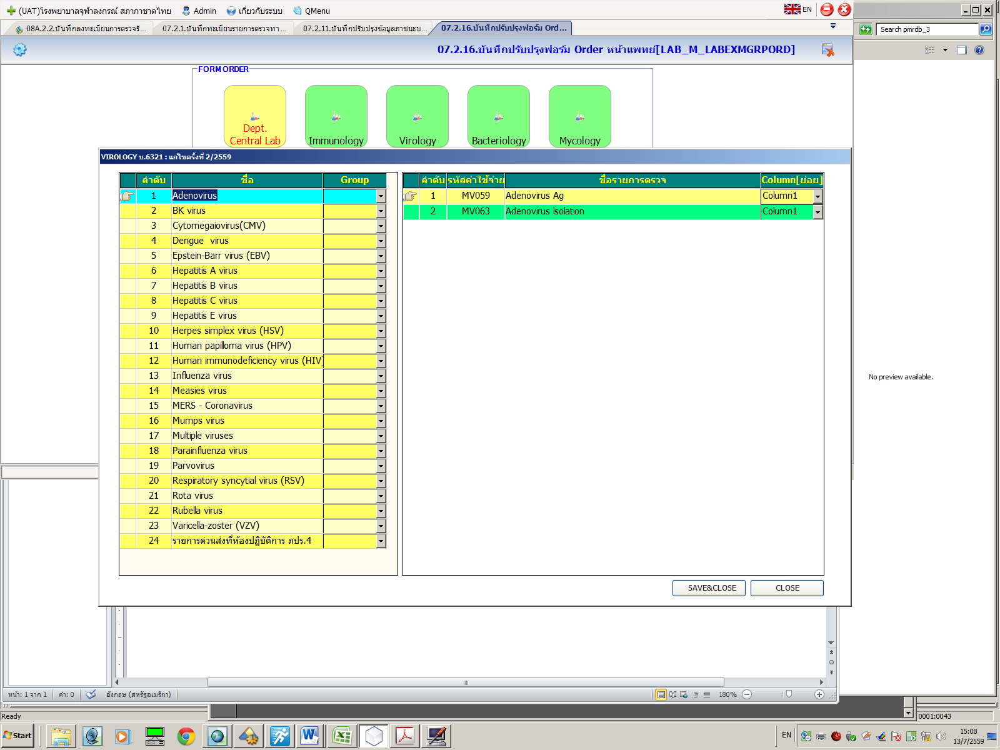 (UAT)โรงพยาบาลจุฬาลงกรณ์ สภากาชาดไทย Admin เกี่ยวกับระบบ QMenu EN
08A.2.2.บันทึกลงทะเบียนการตรวจรั... 07.2.1.บันทึกทะเบียนรายการตรวจทา... 07.2.11.บันทึกปรับปรุงข้อมูลภาชนะบ... 07.2.16.บันทึกปรับปรุงฟอร์ม Ord...
Search pmrdb_3
07.2.16.บันทึกปรับปรุงฟอร์ม Order หน้าแพทย์[LAB_M_LABEXMGRPORD]
FORM ORDER
Dept. Central Lab
Immunology
Virology
Bacteriology
Mycology
VIROLOGY บ.6321 : แก้ไขครั้งที่ 2/2559
ลำดับ ชื่อ Group
1 Adenovirus
2 BK virus
3 Cytomegaiovirus(CMV)
4 Dengue virus
5 Epstein-Barr virus (EBV)
6 Hepatitis A virus
7 Hepatitis B virus
8 Hepatitis C virus
9 Hepatitis E virus
10 Herpes simplex virus (HSV)
11 Human papilloma virus (HPV)
12 Human immunodeficiency virus (HIV)
13 Influenza virus
14 Measies virus
15 MERS - Coronavirus
16 Mumps virus
17 Multiple viruses
18 Parainfluenza virus
19 Parvovirus
20 Respiratory syncytial virus (RSV)
21 Rota virus
22 Rubella virus
23 Varicella-zoster (VZV)
24 รายการด่วนส่งที่ห้องปฏิบัติการ ภปร.4
ลำดับ รหัสค่าใช้จ่าย ชื่อรายการตรวจ Column[ย่อย]
1 MV059 Adenovirus Ag Column1
2 MV063 Adenovirus Isolation Column1
No preview available.
SAVE&CLOSE CLOSE
หน้า: 1 จาก 1 คำ: 0 อังกฤษ (สหรัฐอเมริกา) 180%
Ready 0001:0043
Start EN 15:08
13/7/2559